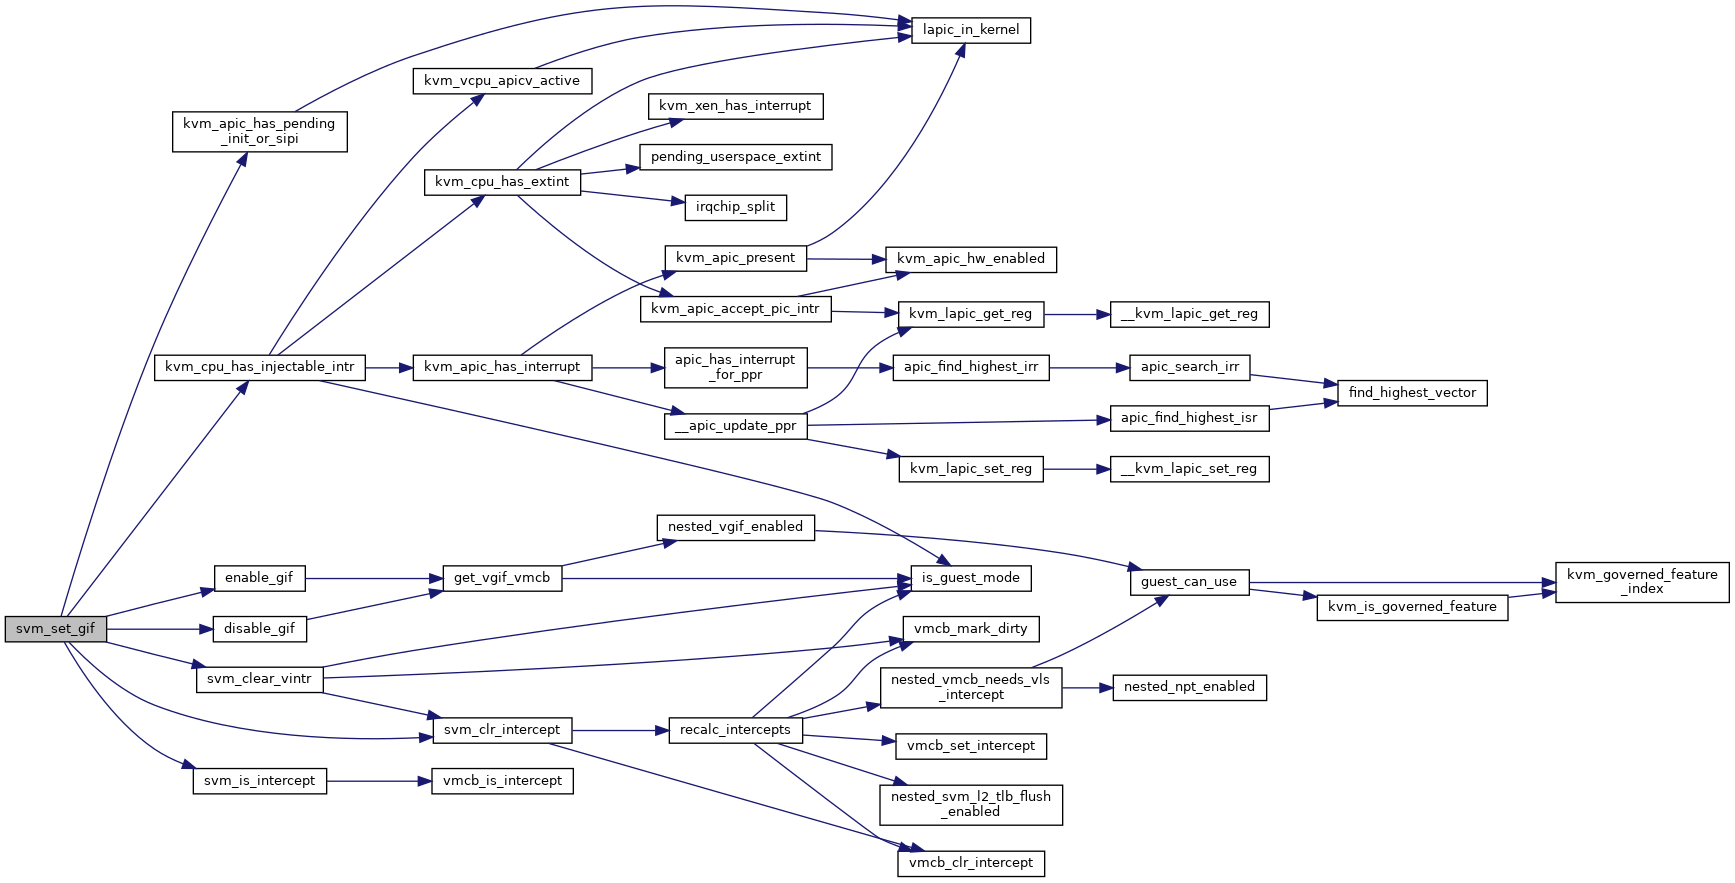 lapic_in_kernel
kvm_vcpu_apicv_active
kvm_xen_has_interrupt
kvm_apic_has_pending
_init_or_sipi
pending_userspace_extint
kvm_cpu_has_extint
irqchip_split
kvm_apic_present
kvm_apic_hw_enabled
kvm_apic_accept_pic_intr
kvm_lapic_get_reg
__kvm_lapic_get_reg
kvm_cpu_has_injectable_intr
kvm_apic_has_interrupt
apic_has_interrupt
_for_ppr
apic_find_highest_irr
apic_search_irr
find_highest_vector
__apic_update_ppr
apic_find_highest_isr
kvm_lapic_set_reg
__kvm_lapic_set_reg
nested_vgif_enabled
enable_gif
get_vgif_vmcb
is_guest_mode
guest_can_use
kvm_governed_feature
_index
kvm_is_governed_feature
svm_set_gif
disable_gif
vmcb_mark_dirty
svm_clear_vintr
nested_vmcb_needs_vls
_intercept
nested_npt_enabled
svm_clr_intercept
recalc_intercepts
vmcb_set_intercept
svm_is_intercept
vmcb_is_intercept
nested_svm_l2_tlb_flush
_enabled
vmcb_clr_intercept